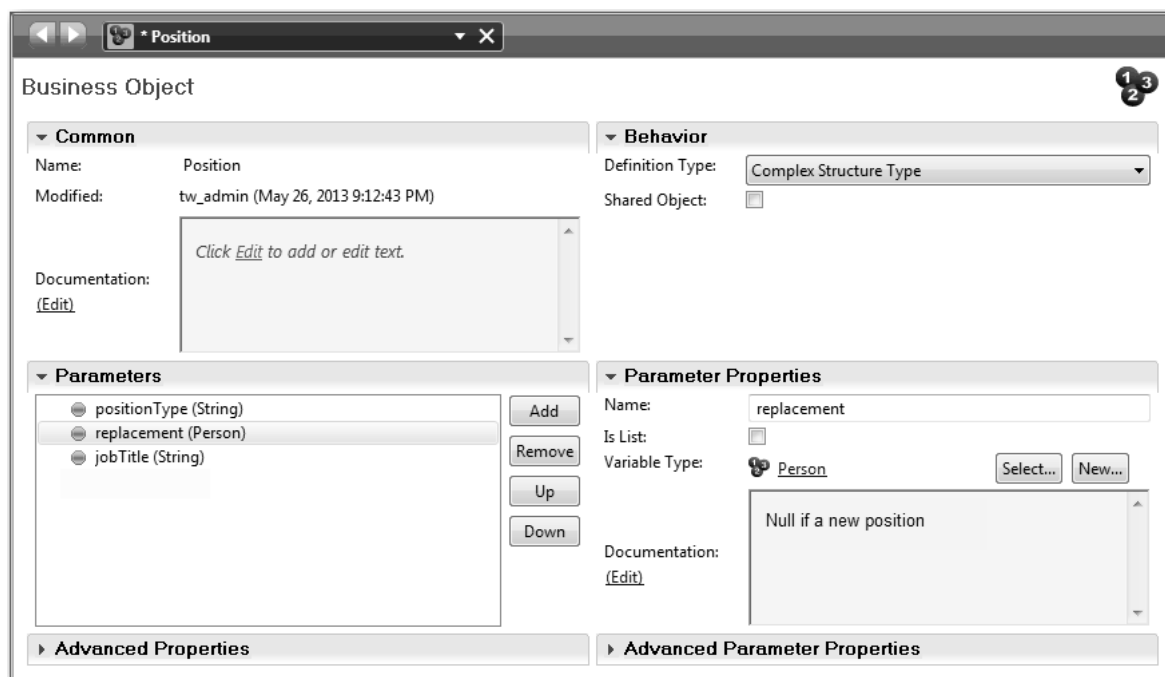 * Position
Business Object
1 2 3
Common
Name: Position
Modified: tw_admin (May 26, 2013 9:12:43 PM)
Click Edit to add or edit text.
Documentation:
(Edit)
Behavior
Definition Type: Complex Structure Type
Shared Object:
Parameters
positionType (String)
replacement (Person)
jobTitle (String)
Add
Remove
Up
Down
Parameter Properties
Name: replacement
Is List:
Variable Type: Person Select... New...
Null if a new position
Documentation:
(Edit)
Advanced Properties
Advanced Parameter Properties